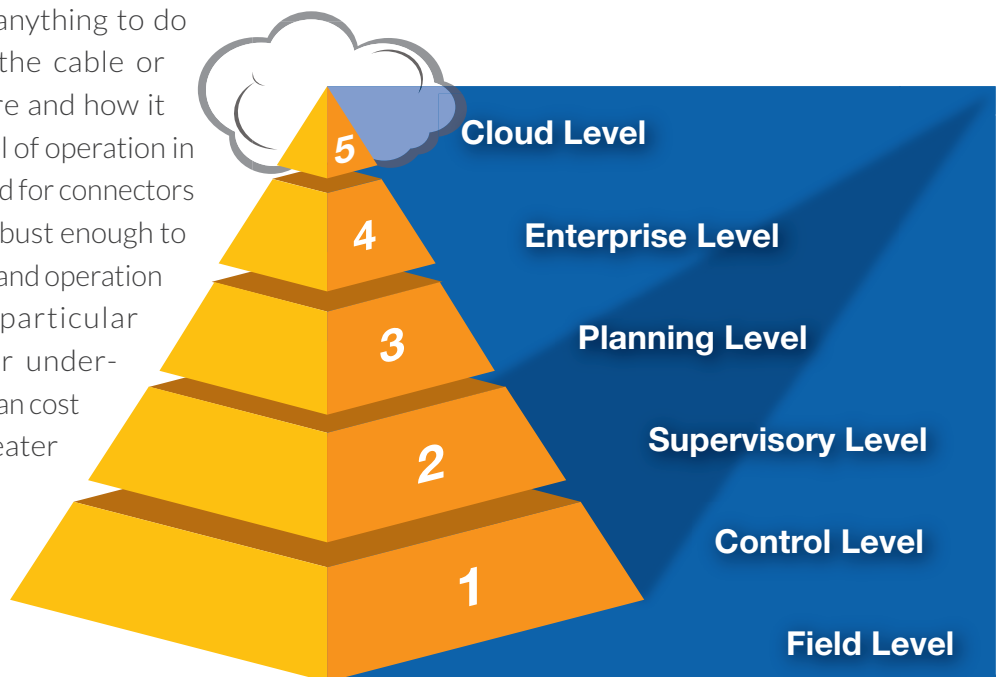 anything to do
the cable or
re and how it
l of operation in
d for connectors
bust enough to
and operation
particular
r under-
an cost
eater
5
Cloud Level
4
Enterprise Level
3
Planning Level
2
Supervisory Level
Control Level
1
Field Level